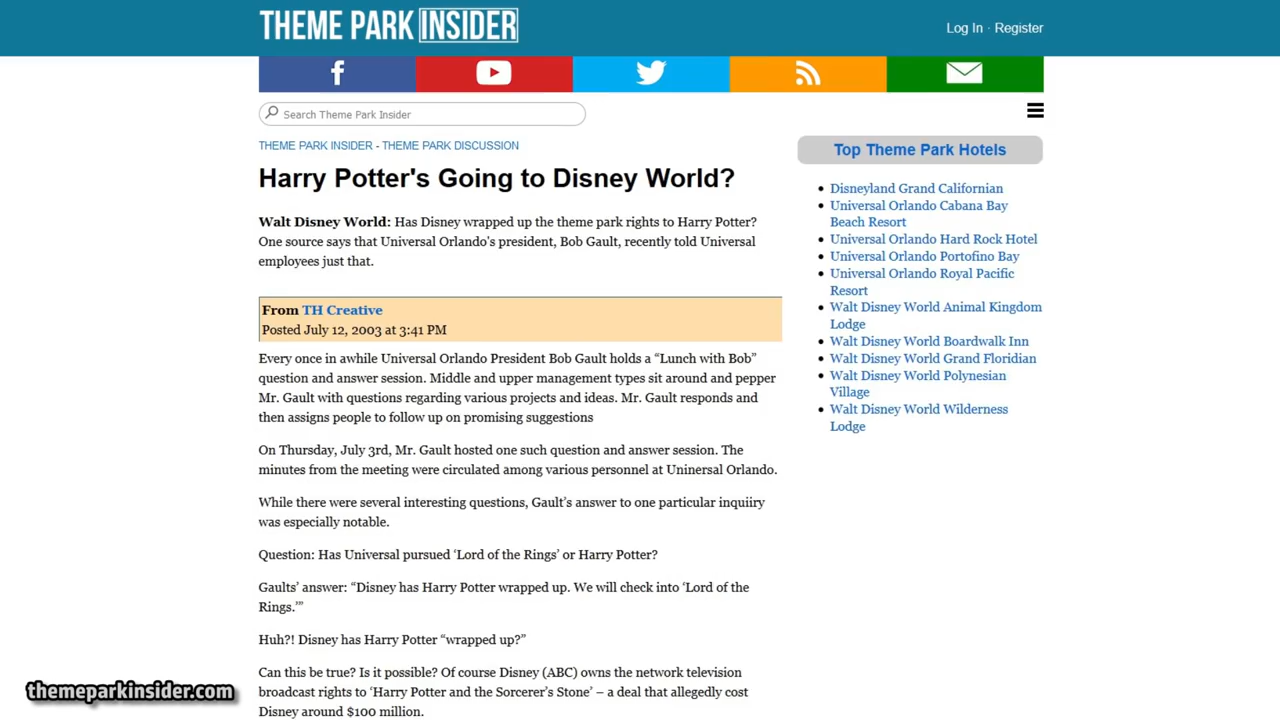 THEME PARK INSIDER
Log In · Register
Search Theme Park Insider
THEME PARK INSIDER - THEME PARK DISCUSSION
Harry Potter's Going to Disney World?
Walt Disney World: Has Disney wrapped up the theme park rights to Harry Potter?
One source says that Universal Orlando's president, Bob Gault, recently told Universal
employees just that.
From TH Creative
Posted July 12, 2003 at 3:41 PM
Every once in awhile Universal Orlando President Bob Gault holds a “Lunch with Bob”
question and answer session. Middle and upper management types sit around and pepper
Mr. Gault with questions regarding various projects and ideas. Mr. Gault responds and
then assigns people to follow up on promising suggestions
On Thursday, July 3rd, Mr. Gault hosted one such question and answer session. The
minutes from the meeting were circulated among various personnel at Uninersal Orlando.
While there were several interesting questions, Gault’s answer to one particular inquiiry
was especially notable.
Question: Has Universal pursued ‘Lord of the Rings’ or Harry Potter?
Gaults’ answer: “Disney has Harry Potter wrapped up. We will check into ‘Lord of the
Rings.’”
Huh?! Disney has Harry Potter “wrapped up?”
Can this be true? Is it possible? Of course Disney (ABC) owns the network television
broadcast rights to ‘Harry Potter and the Sorcerer’s Stone’ – a deal that allegedly cost
Disney around $100 million.
Top Theme Park Hotels
Disneyland Grand Californian
Universal Orlando Cabana Bay
Beach Resort
Universal Orlando Hard Rock Hotel
Universal Orlando Portofino Bay
Universal Orlando Royal Pacific
Resort
Walt Disney World Animal Kingdom
Lodge
Walt Disney World Boardwalk Inn
Walt Disney World Grand Floridian
Walt Disney World Polynesian
Village
Walt Disney World Wilderness
Lodge
themeparkinsider.com